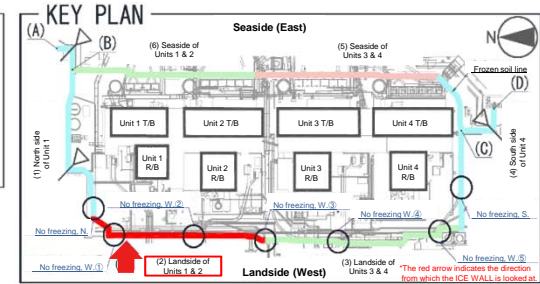 KEY PLAN
Seaside (East)
(A)
(B)
(6) Seaside of
Units 1 & 2
(5) Seaside of
Units 3 & 4
N
Frozen soil line
(D)
Unit 1 T/B
Unit 2 T/B
Unit 3 T/B
Unit 4 T/B
(1) North side
of Unit 1
(C)
(4) South side
of Unit 4
Unit 1
R/B
Unit 2
R/B
Unit 3
R/B
Unit 4
R/B
No freezing, W.②
No freezing, W.③
No freezing W.④
No freezing, S.
No freezing, N.
No freezing, W.①
(2) Landside of
Units 1 & 2
Landside (West)
(3) Landside of
Units 3 & 4
No freezing, W.⑤
*The red arrow indicates the direction
from which the ICE WALL is looked at.